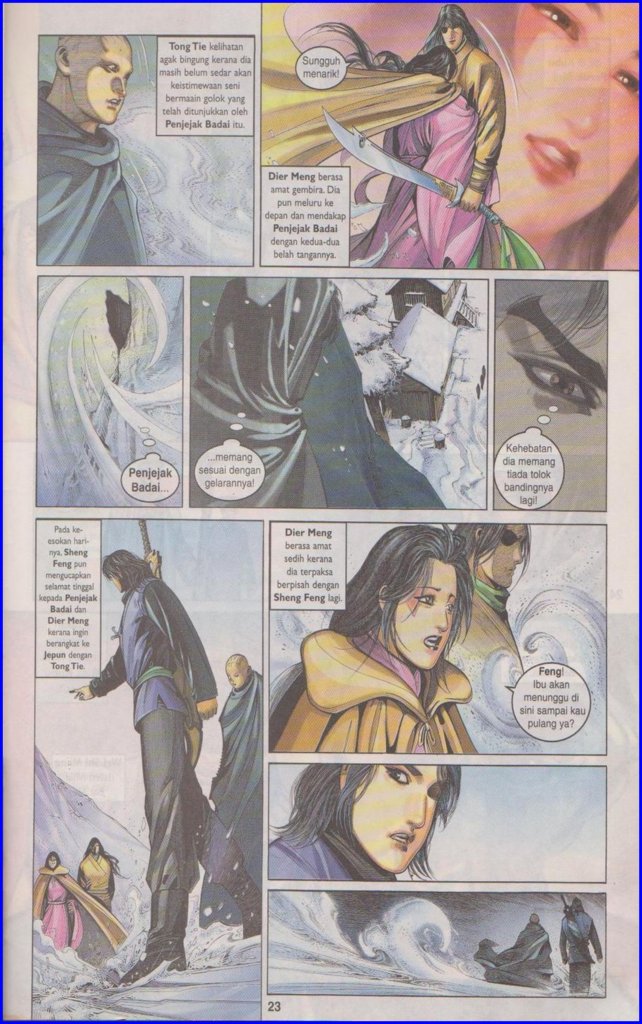 Tong Tie kelihatan
agak bingung kerana dia
masih belum sedar akan
keistimewaan seni
bermaain golok yang
telah ditunjukkan oleh
Penjejak Badai itu.
Sungguh
menarik!
Dier Meng berasa
amat gembira. Dia
pun meluru ke
depan dan mendakap
Penjejak Badai
dengan kedua-dua
belah tangannya.
Penjejak
Badai...
...memang
sesuai dengan
gelarannya!
Kehebatan
dia memang
tiada tolok
bandingnya
lagi!
Pada ke-
esokan hari-
nya, Sheng
Feng pun
mengucapkan
selamat tinggal
kepada Penjejak
Badai dan
Dier Meng
kerana ingin
berangkat ke
Jepun dengan
Tong Tie.
Dier Meng
berasa amat
sedih kerana
dia terpaksa
berpisah dengan
Sheng Feng lagi.
Feng!
Ibu akan
menunggu di
sini sampai kau
pulang ya?
23